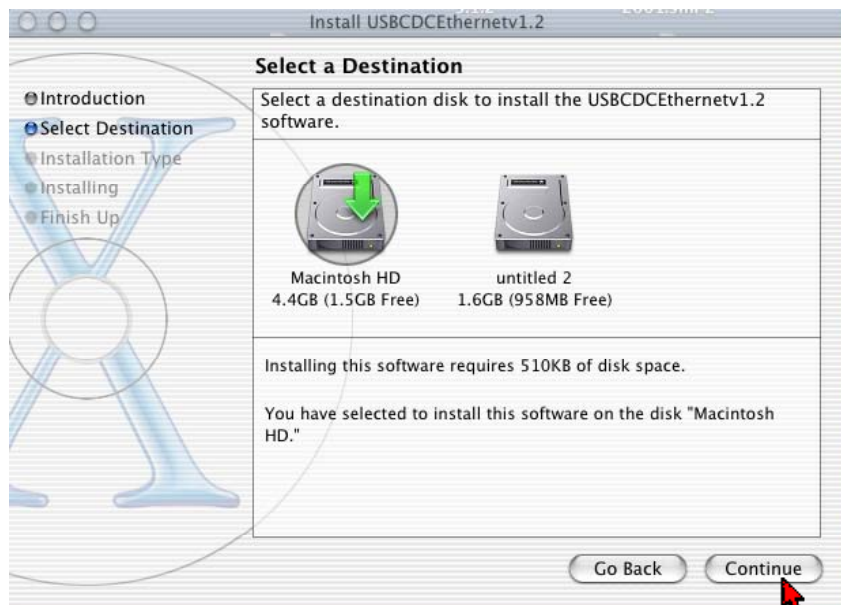 Install USBCDCEthernetv1.2
Select a Destination
Introduction
Select Destination
Installation Type
Installing
Finish Up
Select a destination disk to install the USBCDCEthernetv1.2
software.
Macintosh HD
4.4GB (1.5GB Free)
untitled 2
1.6GB (958MB Free)
Installing this software requires 510KB of disk space.
You have selected to install this software on the disk "Macintosh
HD."
Go Back
Continue